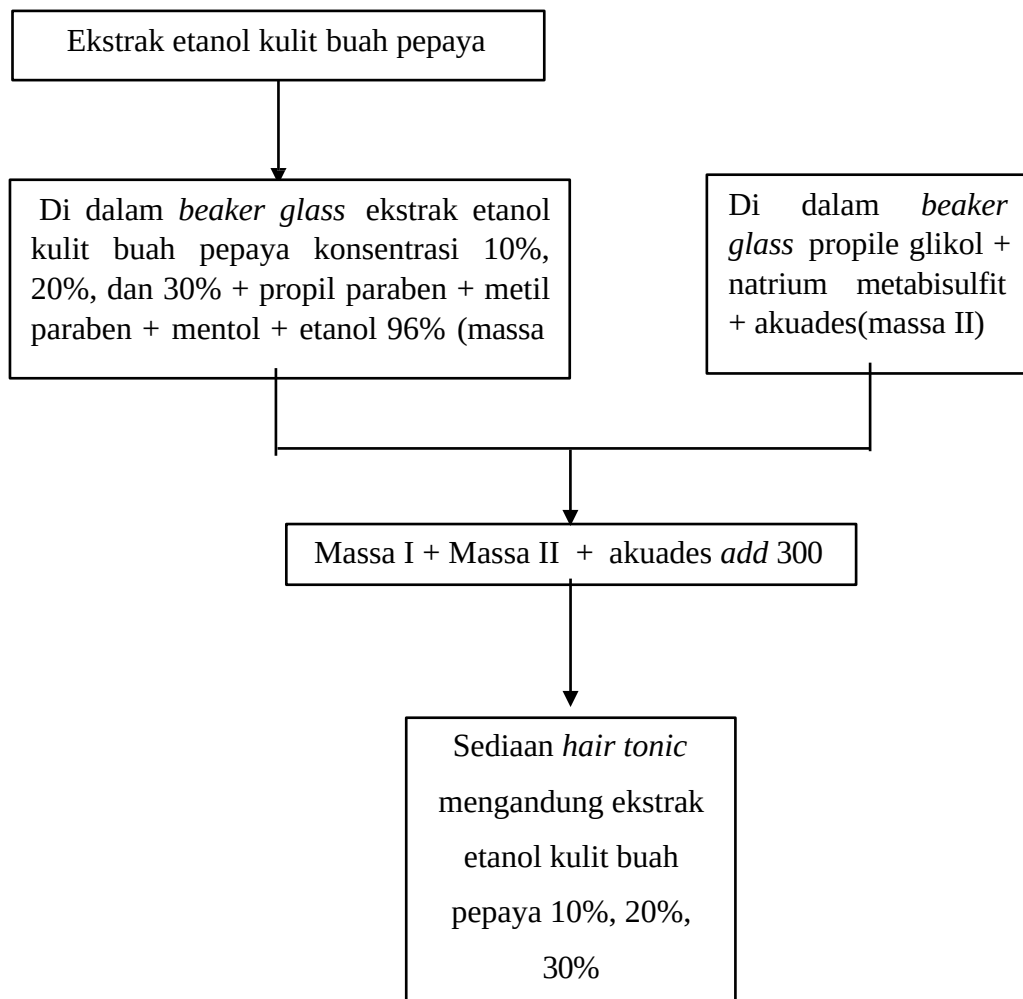 Ekstrak etanol kulit buah pepaya
Di dalam beaker glass ekstrak etanol
kulit buah pepaya konsentrasi 10%,
20%, dan 30% + propil paraben + metil
paraben + mentol + etanol 96% (massa
Di dalam beaker
glass propile glikol +
natrium metabisulfit
+ akuades(massa II)
Massa I + Massa II + akuades add 300
Sediaan hair tonic
mengandung ekstrak
etanol kulit buah
pepaya 10%, 20%,
30%